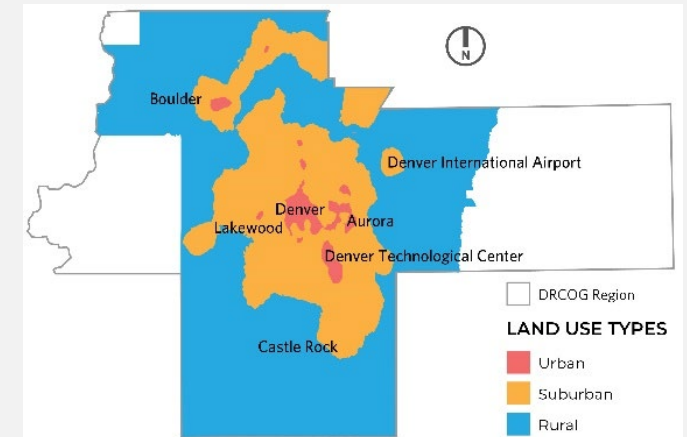 N
Boulder
Denver International Airport
Denver
Aurora
Lakewood
Denver Technological Center
Castle Rock
DRCOG Region
LAND USE TYPES
Urban
Suburban
Rural